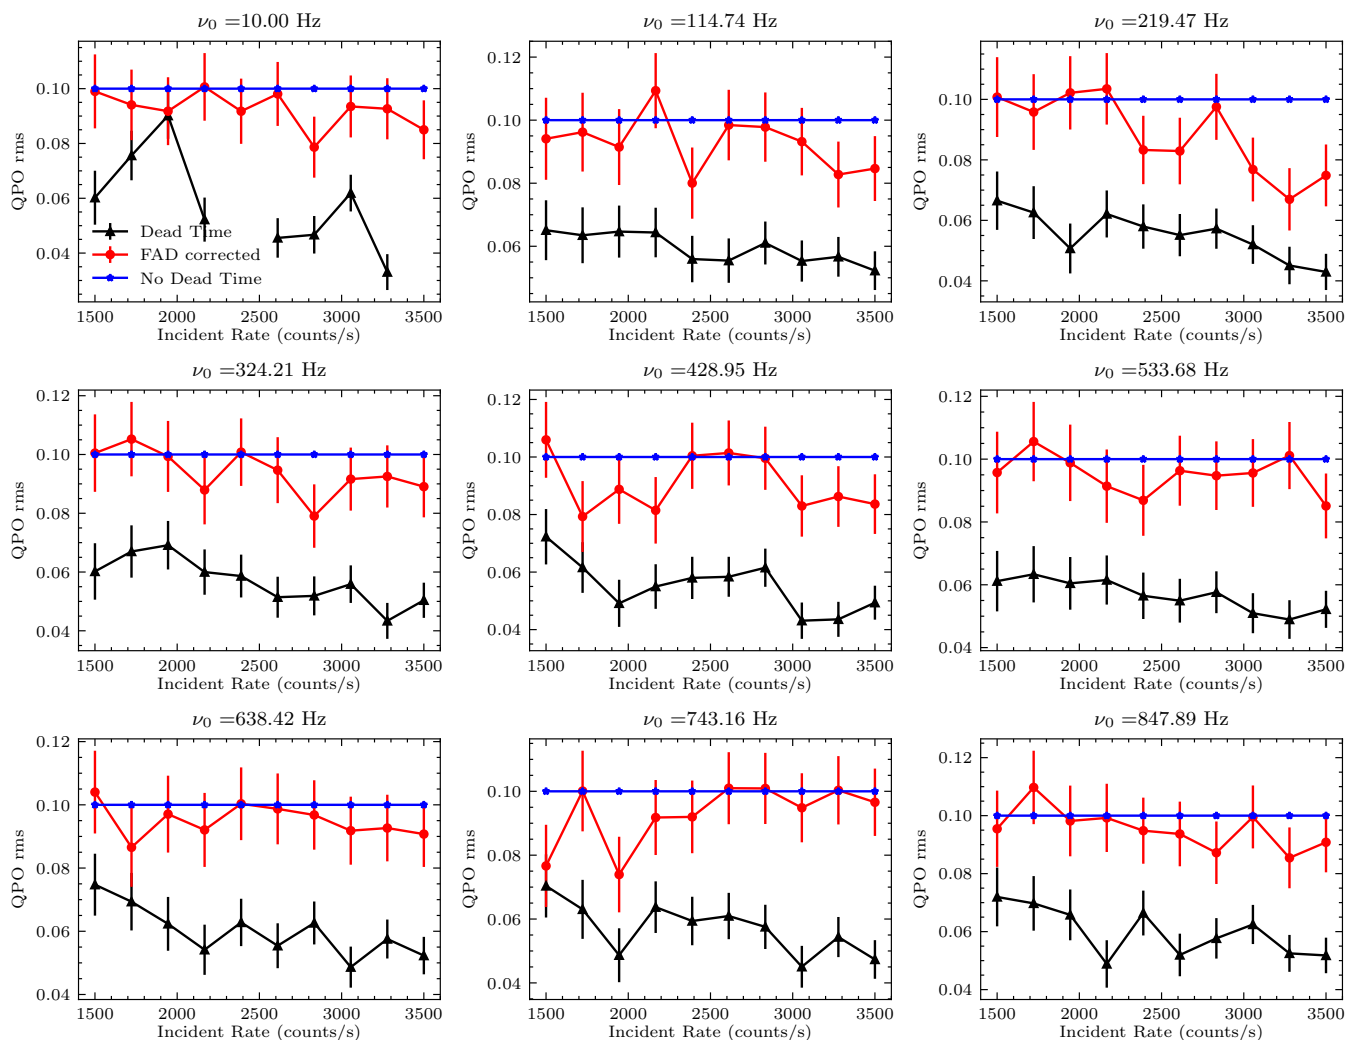 ν₀ =10.00 Hz
QPO rms
0.10
0.08
0.06
0.04
Dead Time
FAD corrected
No Dead Time
1500 2000 2500 3000 3500
Incident Rate (counts/s)
ν₀ =114.74 Hz
QPO rms
0.12
0.10
0.08
0.06
1500 2000 2500 3000 3500
Incident Rate (counts/s)
ν₀ =219.47 Hz
QPO rms
0.10
0.08
0.06
0.04
1500 2000 2500 3000 3500
Incident Rate (counts/s)
ν₀ =324.21 Hz
QPO rms
0.12
0.10
0.08
0.06
0.04
1500 2000 2500 3000 3500
Incident Rate (counts/s)
ν₀ =428.95 Hz
QPO rms
0.12
0.10
0.08
0.06
0.04
1500 2000 2500 3000 3500
Incident Rate (counts/s)
ν₀ =533.68 Hz
QPO rms
0.12
0.10
0.08
0.06
0.04
1500 2000 2500 3000 3500
Incident Rate (counts/s)
ν₀ =638.42 Hz
QPO rms
0.12
0.10
0.08
0.06
0.04
1500 2000 2500 3000 3500
Incident Rate (counts/s)
ν₀ =743.16 Hz
QPO rms
0.10
0.08
0.06
0.04
1500 2000 2500 3000 3500
Incident Rate (counts/s)
ν₀ =847.89 Hz
QPO rms
0.12
0.10
0.08
0.06
0.04
1500 2000 2500 3000 3500
Incident Rate (counts/s)